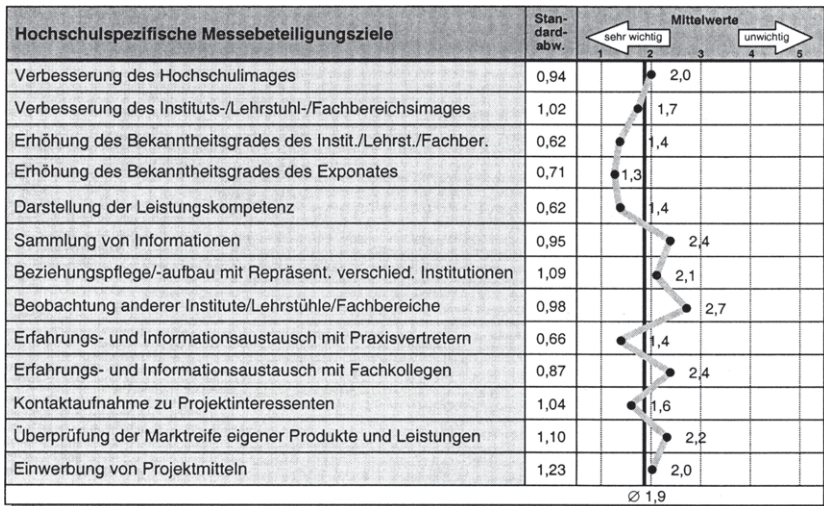 Hochschulspezifische Messebeteiligungsziele
Stan-
dard-
abw.
Mittelwerte
sehr wichtig
unwichtig
1 2 3 4 5
Verbesserung des Hochschulimages 0,94 2,0
Verbesserung des Instituts-/Lehrstuhl-/Fachbereichsimages 1,02 1,7
Erhöhung des Bekanntheitsgrades des Instit./Lehrst./Fachber. 0,62 1,4
Erhöhung des Bekanntheitsgrades des Exponates 0,71 1,3
Darstellung der Leistungskompetenz 0,62 1,4
Sammlung von Informationen 0,95 2,4
Beziehungspflege/-aufbau mit Repräsent. verschied. Institutionen 1,09 2,1
Beobachtung anderer Institute/Lehrstühle/Fachbereiche 0,98 2,7
Erfahrungs- und Informationsaustausch mit Praxisvertretern 0,66 1,4
Erfahrungs- und Informationsaustausch mit Fachkollegen 0,87 2,4
Kontaktaufnahme zu Projektinteressenten 1,04 1,6
Überprüfung der Marktreife eigener Produkte und Leistungen 1,10 2,2
Einwerbung von Projektmitteln 1,23 2,0
Ø 1,9